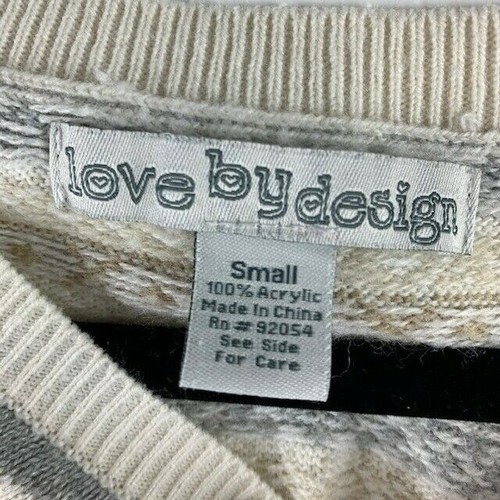 love by design
Small
100% Acrylic
Made In China
Rn # 92054
See Side
For Care